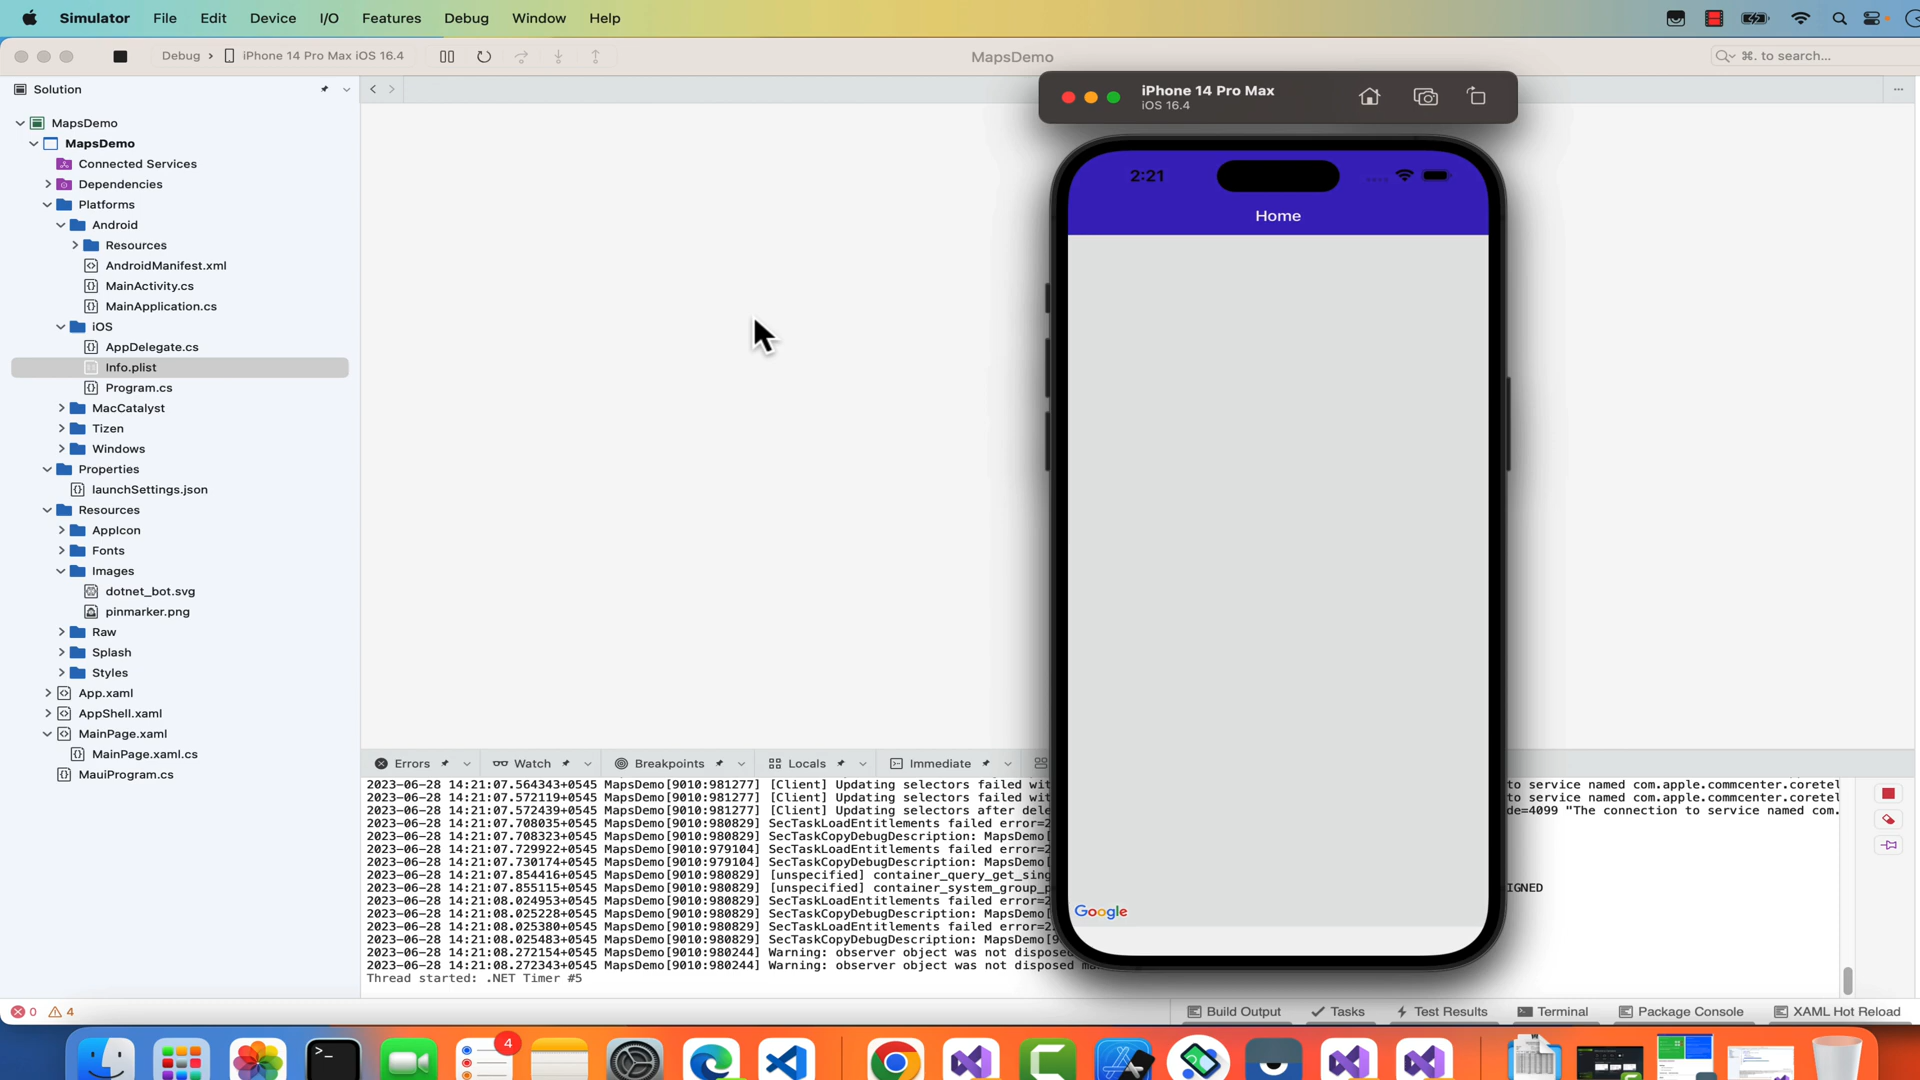 Simulator File Edit Device I/O Features Debug Window Help
Debug › iPhone 14 Pro Max iOS 16.4
MapsDemo
⌘. to search...
Solution
MapsDemo
MapsDemo
Connected Services
Dependencies
Platforms
Android
Resources
AndroidManifest.xml
MainActivity.cs
MainApplication.cs
iOS
AppDelegate.cs
Info.plist
Program.cs
MacCatalyst
Tizen
Windows
Properties
launchSettings.json
Resources
AppIcon
Fonts
Images
dotnet_bot.svg
pinmarker.png
Raw
Splash
Styles
App.xaml
AppShell.xaml
MainPage.xaml
MainPage.xaml.cs
MauiProgram.cs
iPhone 14 Pro Max
iOS 16.4
2:21
Home
Google
Errors Watch Breakpoints Locals Immediate
2023-06-28 14:21:07.564343+0545 MapsDemo[9010:981277] [Client] Updating selectors failed wit to service named com.apple.commcenter.coretel
2023-06-28 14:21:07.572119+0545 MapsDemo[9010:981277] [Client] Updating selectors failed wit to service named com.apple.commcenter.coretel
2023-06-28 14:21:07.572439+0545 MapsDemo[9010:981277] [Client] Updating selectors after dele de=4099 "The connection to service named com.
2023-06-28 14:21:07.708035+0545 MapsDemo[9010:980829] SecTaskLoadEntitlements failed error=2
2023-06-28 14:21:07.708323+0545 MapsDemo[9010:980829] SecTaskCopyDebugDescription: MapsDemo[
2023-06-28 14:21:07.729922+0545 MapsDemo[9010:979104] SecTaskLoadEntitlements failed error=2
2023-06-28 14:21:07.730174+0545 MapsDemo[9010:979104] SecTaskCopyDebugDescription: MapsDemo[
2023-06-28 14:21:07.854416+0545 MapsDemo[9010:980829] [unspecified] container_query_get_sing
2023-06-28 14:21:07.855115+0545 MapsDemo[9010:980829] [unspecified] container_system_group_p IGNED
2023-06-28 14:21:08.024953+0545 MapsDemo[9010:980829] SecTaskLoadEntitlements failed error=2
2023-06-28 14:21:08.025228+0545 MapsDemo[9010:980829] SecTaskCopyDebugDescription: MapsDemo[
2023-06-28 14:21:08.025380+0545 MapsDemo[9010:980829] SecTaskLoadEntitlements failed error=2
2023-06-28 14:21:08.025483+0545 MapsDemo[9010:980829] SecTaskCopyDebugDescription: MapsDemo[9
2023-06-28 14:21:08.272154+0545 MapsDemo[9010:980244] Warning: observer object was not disposed
2023-06-28 14:21:08.272343+0545 MapsDemo[9010:980244] Warning: observer object was not disposed
Thread started: .NET Timer #5
0 4
Build Output Tasks Test Results Terminal Package Console XAML Hot Reload
4